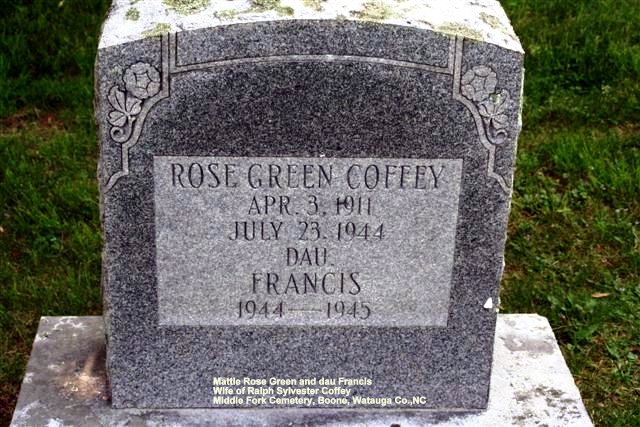 ROSE GREEN COFFEY
APR. 3, 1911
JULY 23, 1944
DAU.
FRANCIS
1944—1945
Mattie Rose Green and dau Francis
Wife of Ralph Sylvester Coffey
Middle Fork Cemetery, Boone, Watauga Co.,NC